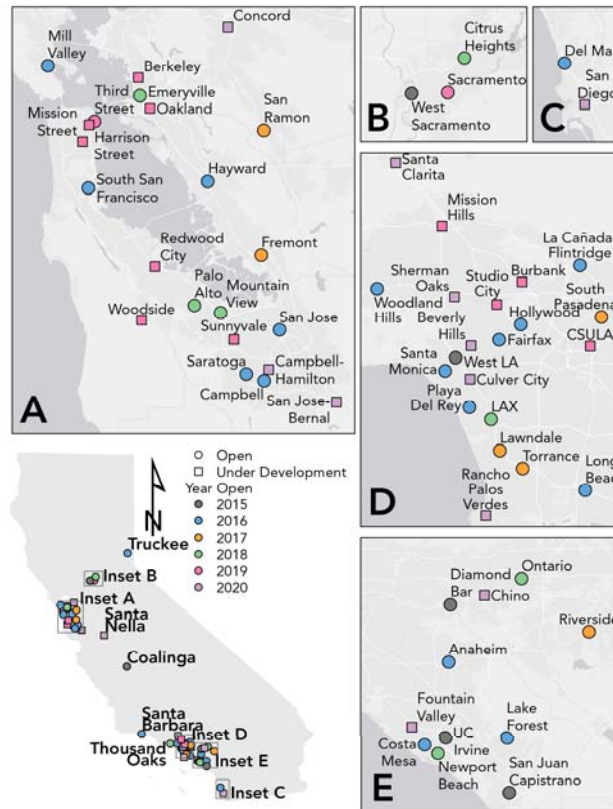 Mill
Valley
Concord
Berkeley
Third
Street
Emeryville
Oakland
Mission
Street
Harrison
Street
San
Ramon
South San
Francisco
Hayward
Redwood
City
Fremont
Palo
Alto
Mountain
View
Woodside
Sunnyvale
San Jose
Saratoga
Campbell
Campbell-
Hamilton
San Jose-
Bernal
A
Citrus
Heights
Sacramento
West
Sacramento
B
Del Ma
San
Diego
C
Santa
Clarita
Mission
Hills
La Cañada
Flintridge
Sherman
Oaks
Studio
City
Burbank
South
Pasadena
Woodland
Hills
Beverly
Hills
Hollywood
Fairfax
CSULA
Santa
Monica
West LA
Culver City
Playa
Del Rey
LAX
Lawndale
Torrance
Rancho
Palos
Verdes
Long
Beach
D
Open
Under Development
Year Open
2015
2016
2017
2018
2019
2020
N
Truckee
Inset B
Inset A
Santa
Nella
Coalinga
Santa
Barbara
Thousand
Oaks
Inset D
Inset E
Inset C
Diamond
Bar
Ontario
Chino
Riverside
Anaheim
Fountain
Valley
Costa
Mesa
UC
Irvine
Newport
Beach
Lake
Forest
San Juan
Capistrano
E